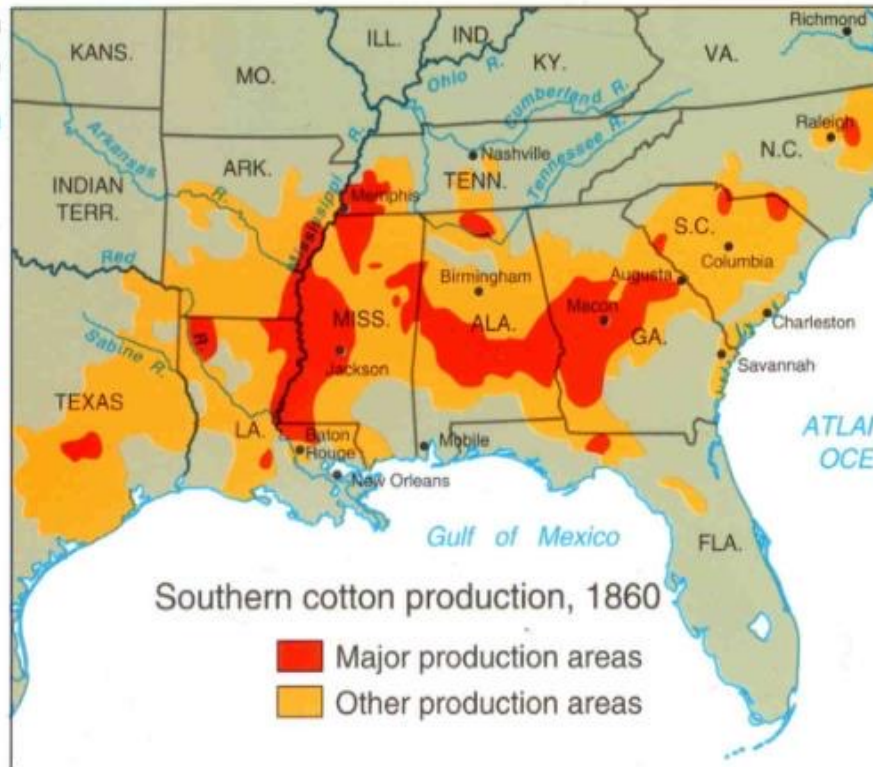 Richmond
KANS.
ILL.
IND.
MO.
Ohio R.
KY.
VA.
Cumberland R.
Arkansas
R.
Mississippi R.
Nashville
Tennessee R.
Raleigh
N.C.
INDIAN
TERR.
ARK.
Memphis
TENN.
Red
R.
S.C.
Columbia
Birmingham
Augusta
MISS.
ALA.
Macon
GA.
Charleston
Sabine R.
Jackson
Savannah
TEXAS
LA.
Baton
Rouge
Mobile
New Orleans
ATLAN
OCE
Gulf of Mexico
FLA.
Southern cotton production, 1860
Major production areas
Other production areas